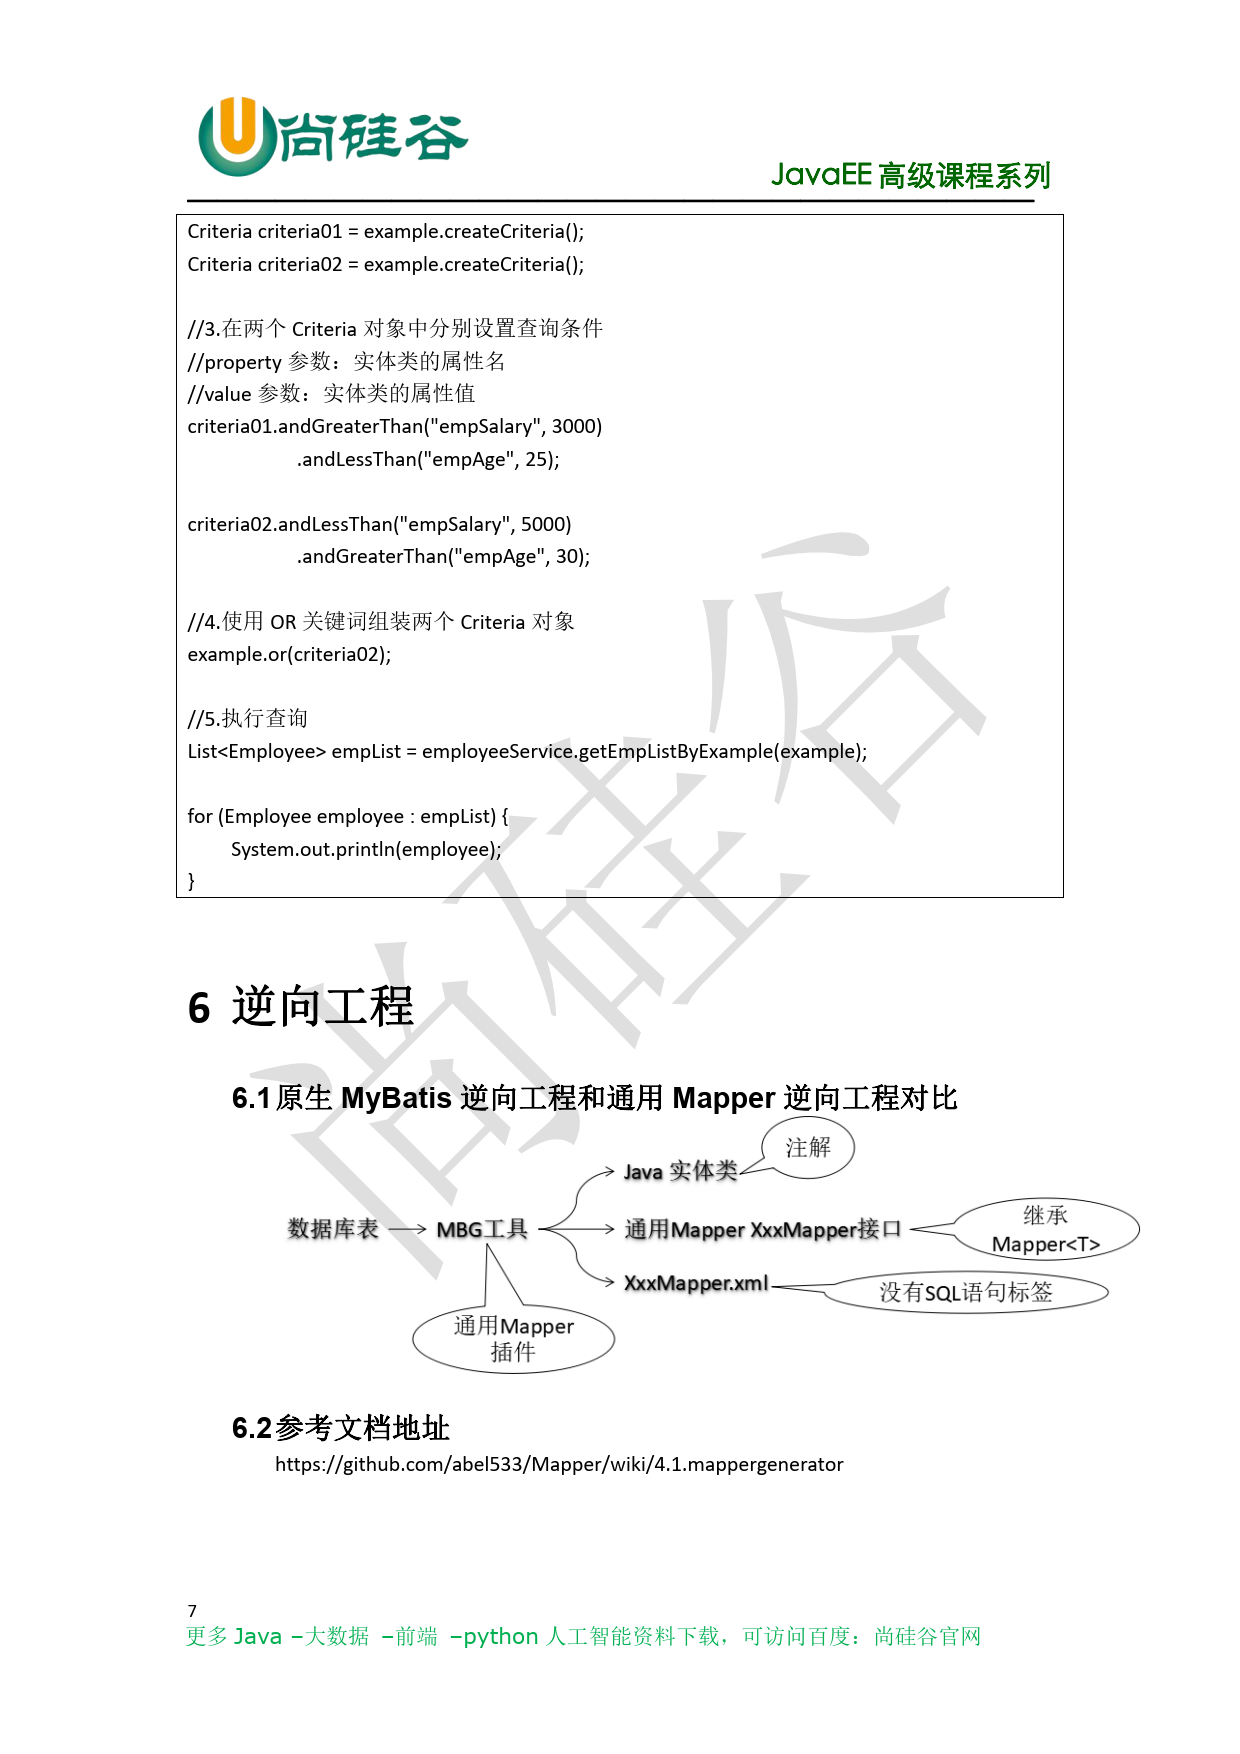 尚硅谷
JavaEE 高级课程系列
Criteria criteria01 = example.createCriteria();
Criteria criteria02 = example.createCriteria();
//3.在两个 Criteria 对象中分别设置查询条件
//property 参数：实体类的属性名
//value 参数：实体类的属性值
criteria01.andGreaterThan("empSalary", 3000)
.andLessThan("empAge", 25);
criteria02.andLessThan("empSalary", 5000)
.andGreaterThan("empAge", 30);
//4.使用 OR 关键词组装两个 Criteria 对象
example.or(criteria02);
//5.执行查询
List<Employee> empList = employeeService.getEmpListByExample(example);
for (Employee employee : empList) {
System.out.println(employee);
}
尚硅谷
6 逆向工程
6.1原生 MyBatis 逆向工程和通用 Mapper 逆向工程对比
注解
Java 实体类
数据库表
MBG工具
通用Mapper XxxMapper接口
继承
Mapper<T>
XxxMapper.xml
没有SQL语句标签
通用Mapper
插件
6.2参考文档地址
https://github.com/abel533/Mapper/wiki/4.1.mappergenerator
7
更多 Java –大数据 –前端 –python 人工智能资料下载，可访问百度：尚硅谷官网